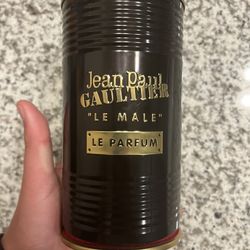 Jean Paul
GAULTIER
"LE MALE"
LE PARFUM